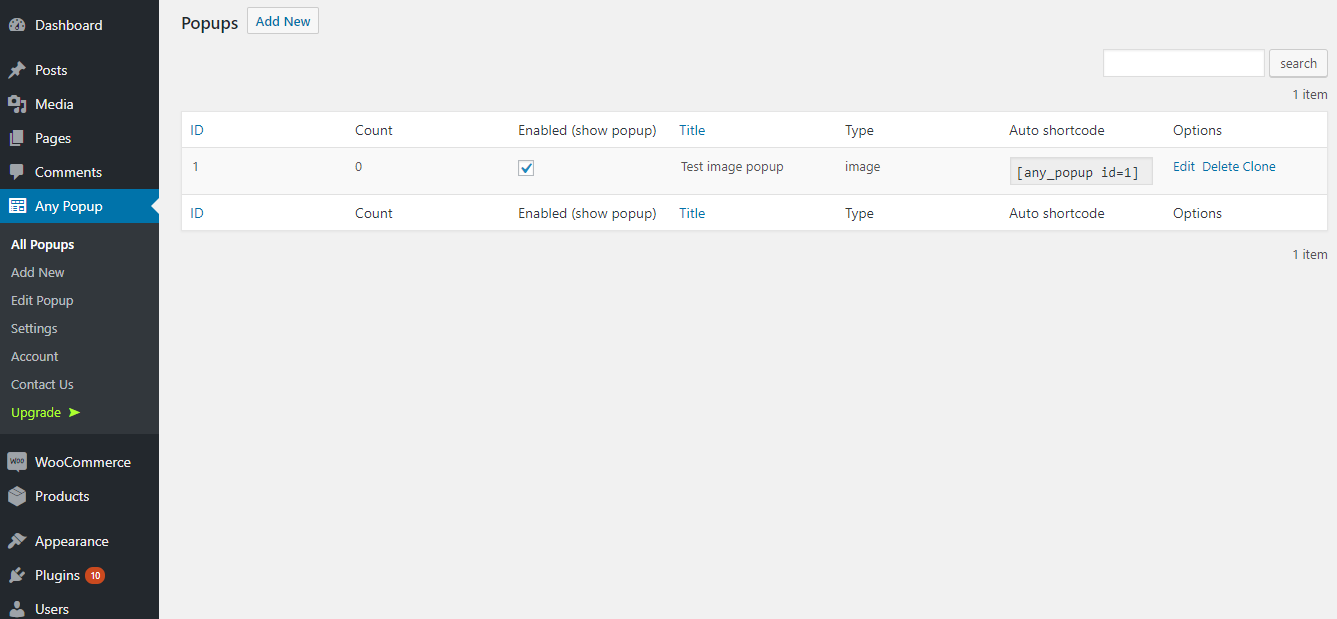 Dashboard
Posts
Media
Pages
Comments
Any Popup
All Popups
Add New
Edit Popup
Settings
Account
Contact Us
Upgrade ➤
WOO WooCommerce
Products
Appearance
Plugins 10
Users
Popups Add New
search
1 item
ID Count Enabled (show popup) Title Type Auto shortcode Options
1 0 Test image popup image [any_popup id=1] Edit Delete Clone
ID Count Enabled (show popup) Title Type Auto shortcode Options
1 item